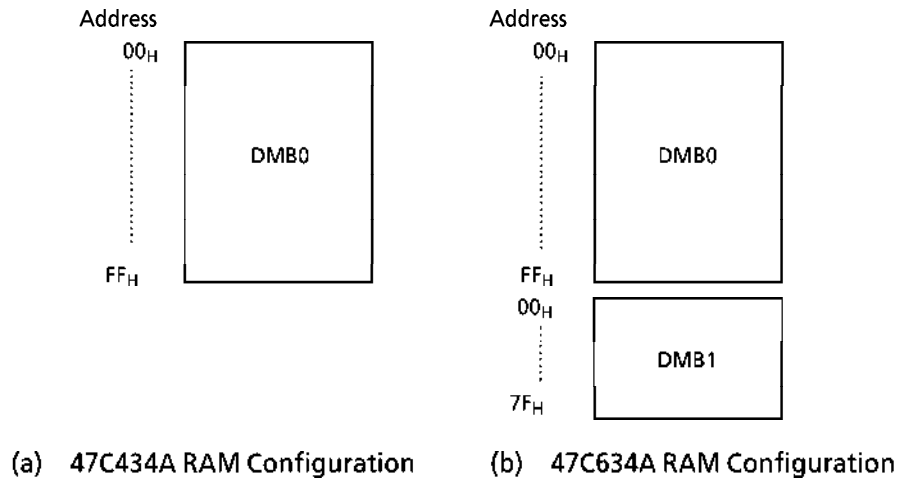 Address
00H
DMB0
FFH
(a) 47C434A RAM Configuration
Address
00H
DMB0
FFH
00H
DMB1
7FH
(b) 47C634A RAM Configuration